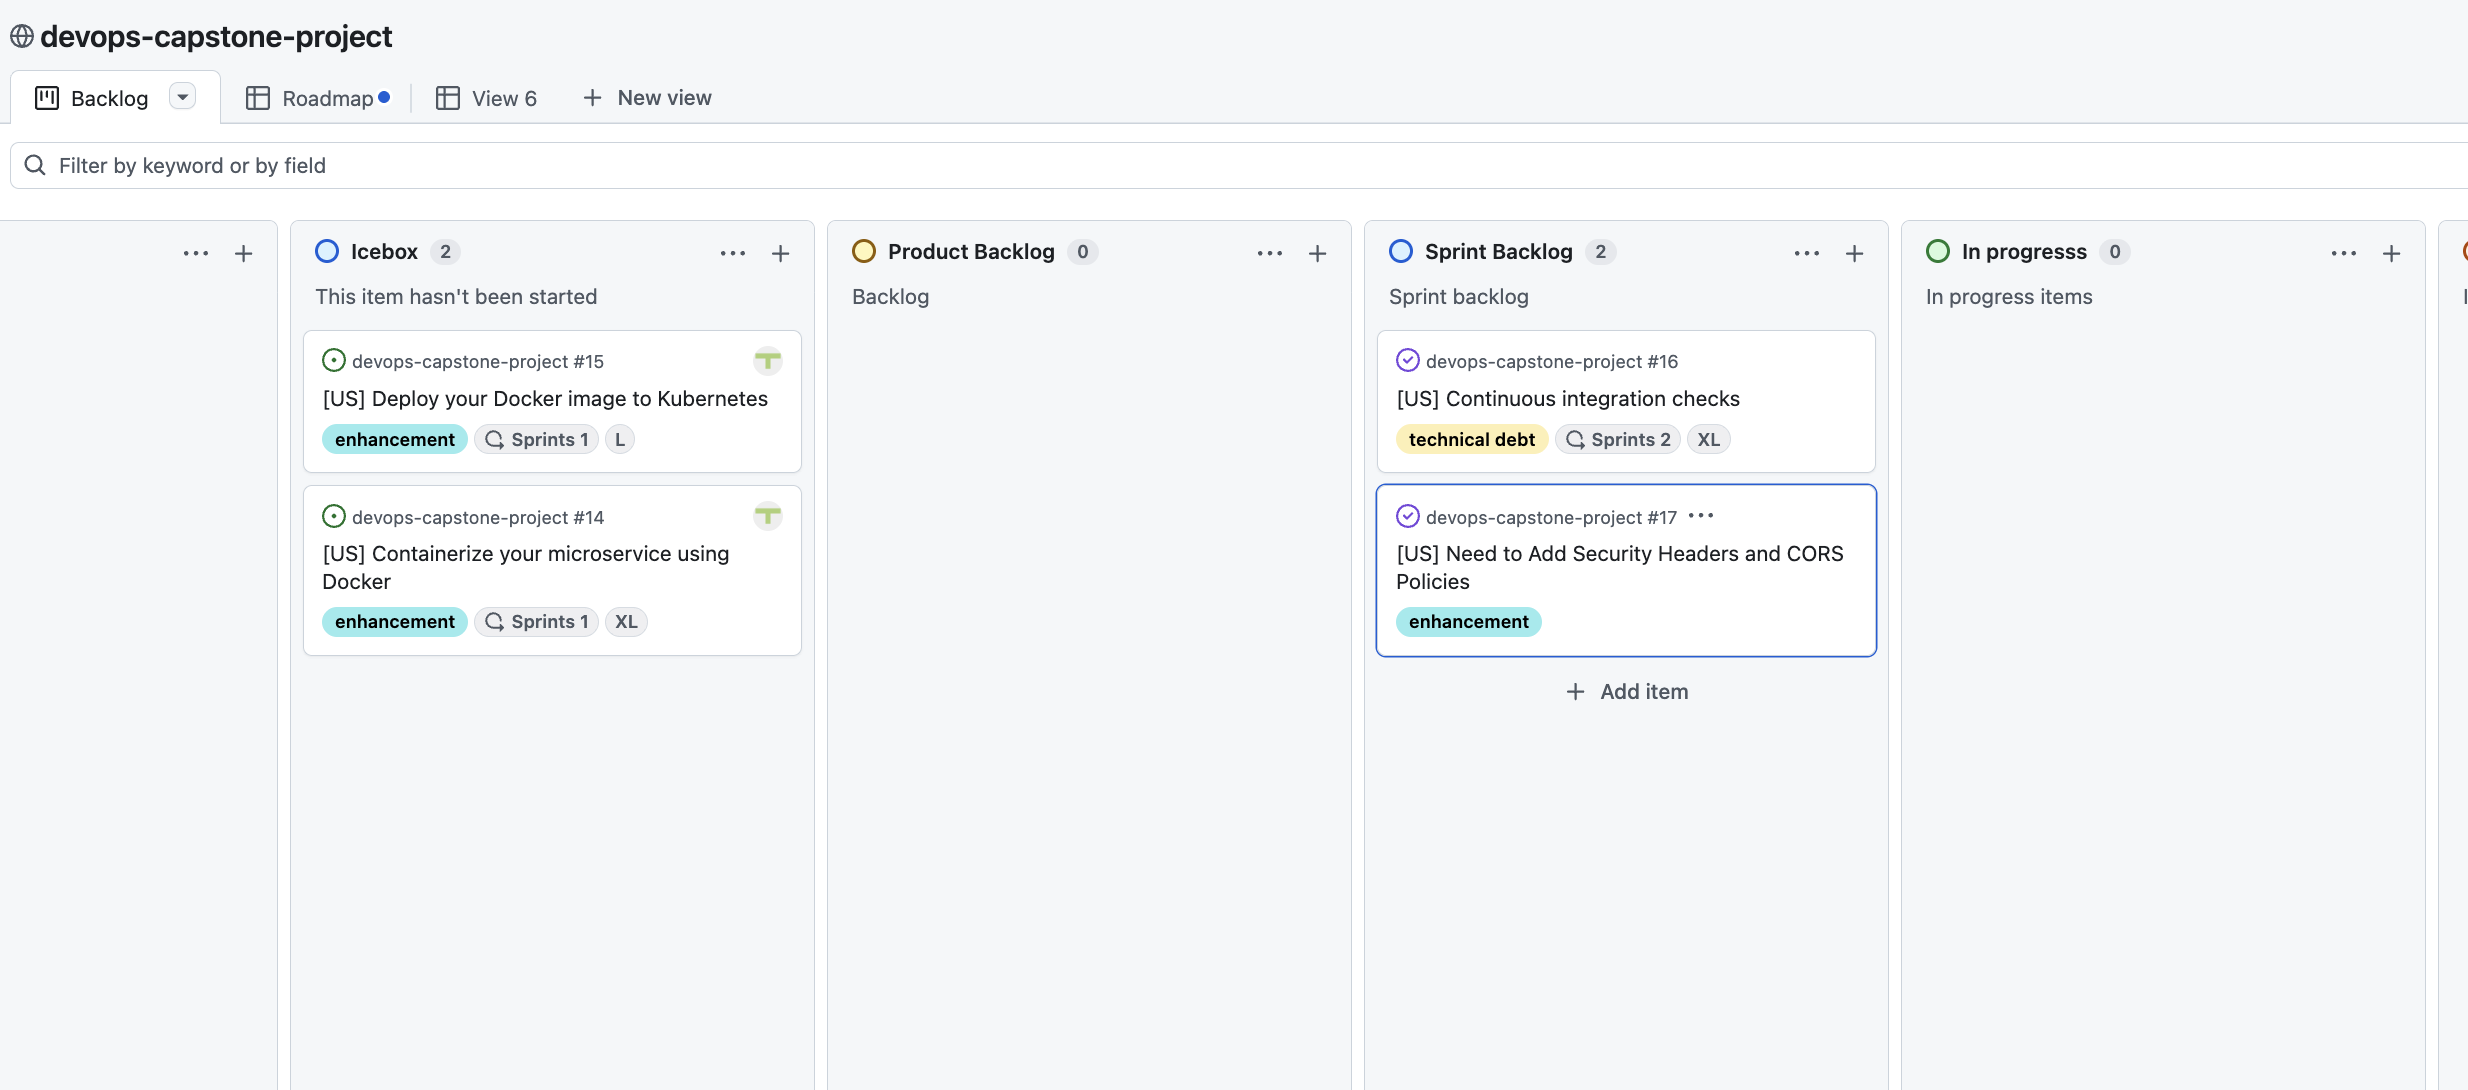 devops-capstone-project
Backlog
Roadmap
View 6
New view
Filter by keyword or by field
Icebox 2
This item hasn't been started
devops-capstone-project #15
[US] Deploy your Docker image to Kubernetes
enhancement Sprints 1 L
devops-capstone-project #14
[US] Containerize your microservice using
Docker
enhancement Sprints 1 XL
Product Backlog 0
Backlog
Sprint Backlog 2
Sprint backlog
devops-capstone-project #16
[US] Continuous integration checks
technical debt Sprints 2 XL
devops-capstone-project #17
[US] Need to Add Security Headers and CORS
Policies
enhancement
Add item
In progresss 0
In progress items